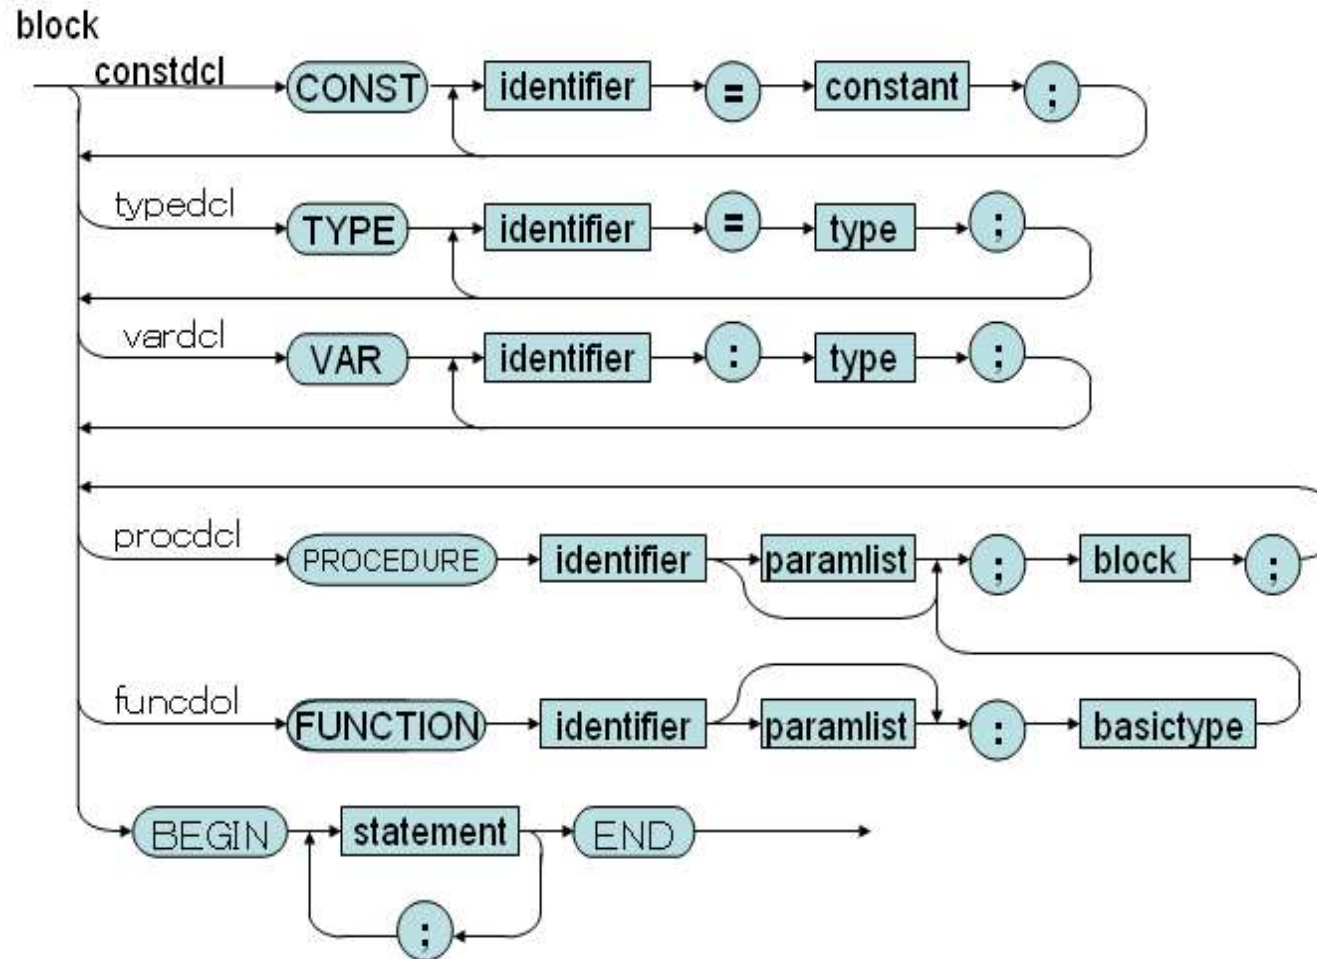 block
constdcl CONST identifier = constant ;
typedcl TYPE identifier = type ;
vardcl VAR identifier : type ;
procdcl PROCEDURE identifier paramlist ; block ;
funcdol FUNCTION identifier paramlist : basictype
BEGIN statement END
;